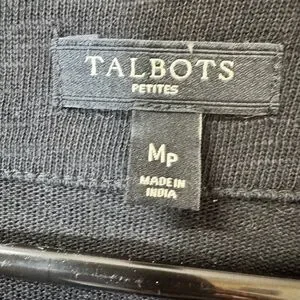 TALBOTS
PETITES
MP
MADE IN
INDIA